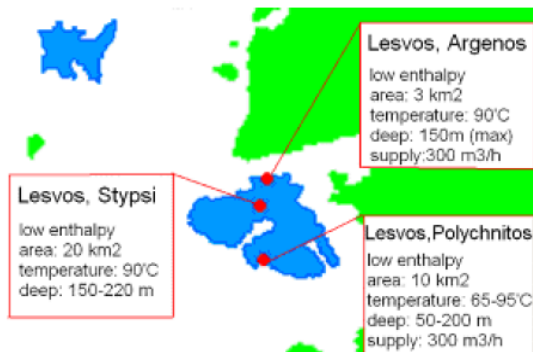 Lesvos, Argenos
low enthalpy
area: 3 km2
temperature: 90'C
deep: 150m (max)
supply:300 m3/h
Lesvos, Stypsi
low enthalpy
area: 20 km2
temperature: 90'C
deep: 150-220 m
Lesvos,Polychnitos
low enthalpy
area: 10 km2
temperature: 65-95'C
deep: 50-200 m
supply: 300 m3/h